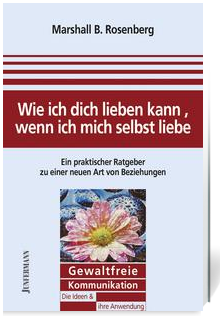 Marshall B. Rosenberg
Wie ich dich lieben kann ,
wenn ich mich selbst liebe
Ein praktischer Ratgeber
zu einer neuen Art von Beziehungen
JUNFERMANN
Gewaltfreie
Kommunikation
Die Ideen &
ihre Anwendung